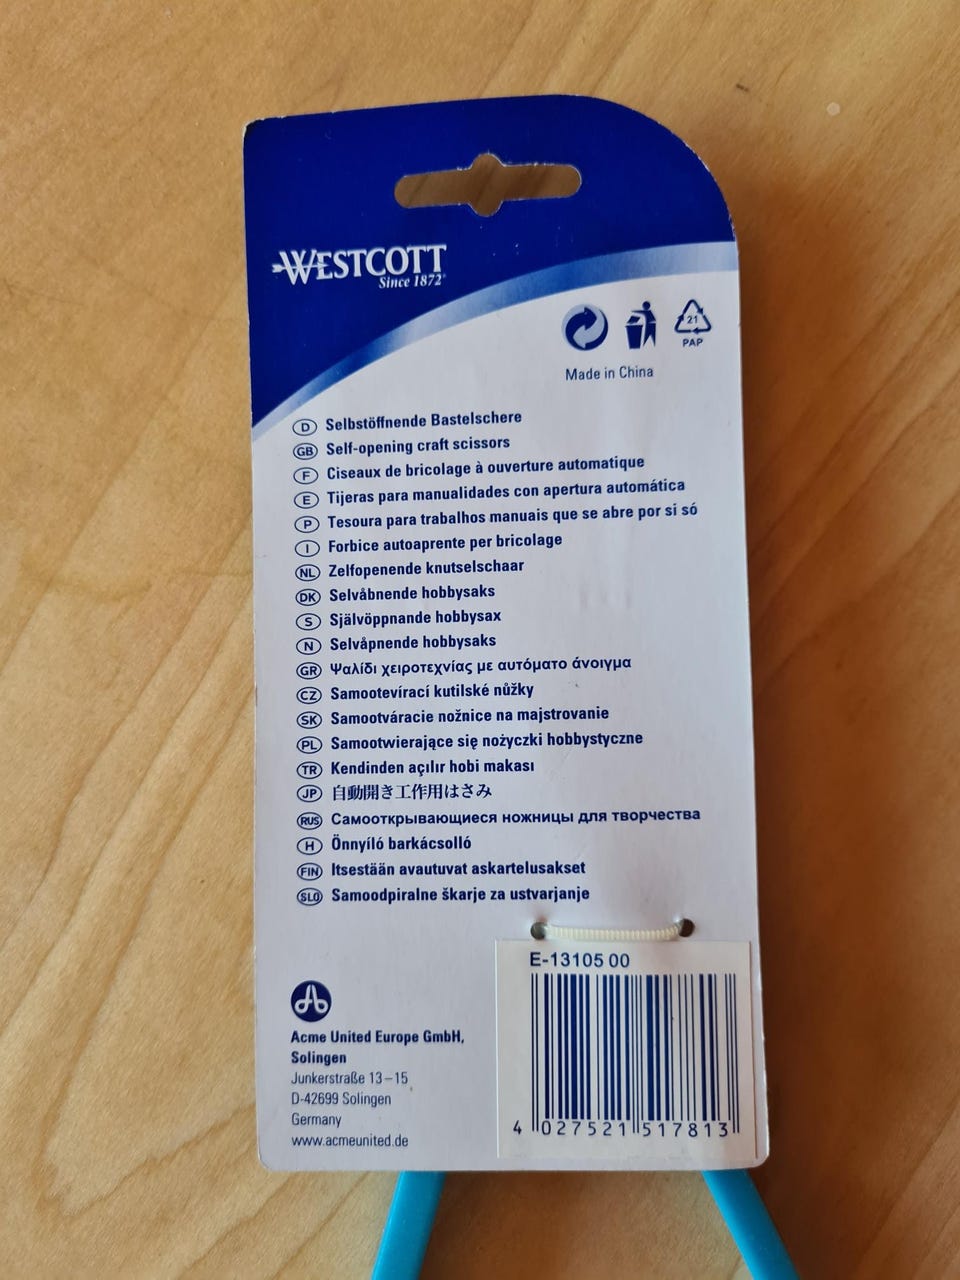 WESTCOTT
Since 1872
21
PAP
Made in China
D Selbstöffnende Bastelschere
GB Self-opening craft scissors
F Ciseaux de bricolage à ouverture automatique
E Tijeras para manualidades con apertura automática
P Tesoura para trabalhos manuais que se abre por si só
I Forbice autoaprente per bricolage
NL Zelfopenende knutselschaar
DK Selvåbnende hobbysaks
S Självöppnande hobbysax
N Selvåpnende hobbysaks
GR Ψαλίδι χειροτεχνίας με αυτόματο άνοιγμα
CZ Samootevírací kutilské nůžky
SK Samootváracie nožnice na majstrovanie
PL Samootwierające się nożyczki hobbystyczne
TR Kendinden açılır hobi makası
JP 自動開き工作用はさみ
RUS Самооткрывающиеся ножницы для творчества
H Önnyíló barkácsolló
FIN Itsestään avautuvat askartelusakset
SLO Samoodpiralne škarje za ustvarjanje
E-13105 00
4 027521 517813
Acme United Europe GmbH,
Solingen
Junkerstraße 13–15
D-42699 Solingen
Germany
www.acmeunited.de